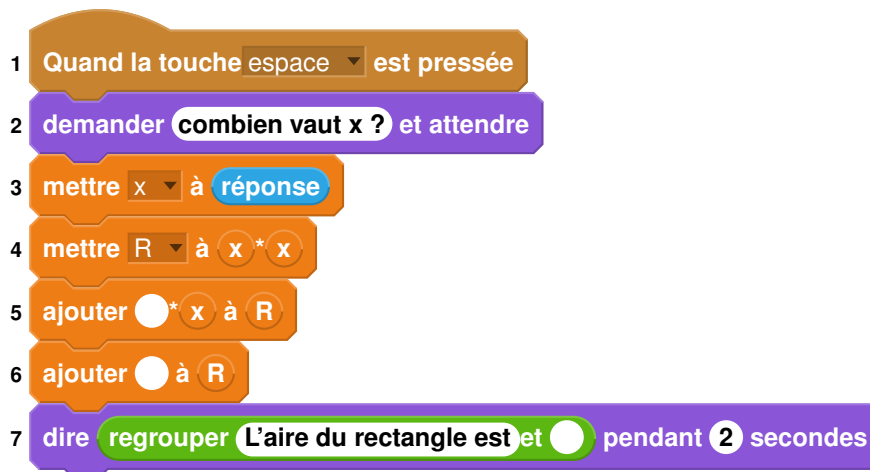 1 Quand la touche espace est pressée
2 demander combien vaut x ? et attendre
3 mettre x à réponse
4 mettre R à x * x
5 ajouter * x à R
6 ajouter à R
7 dire regrouper L'aire du rectangle est et pendant 2 secondes